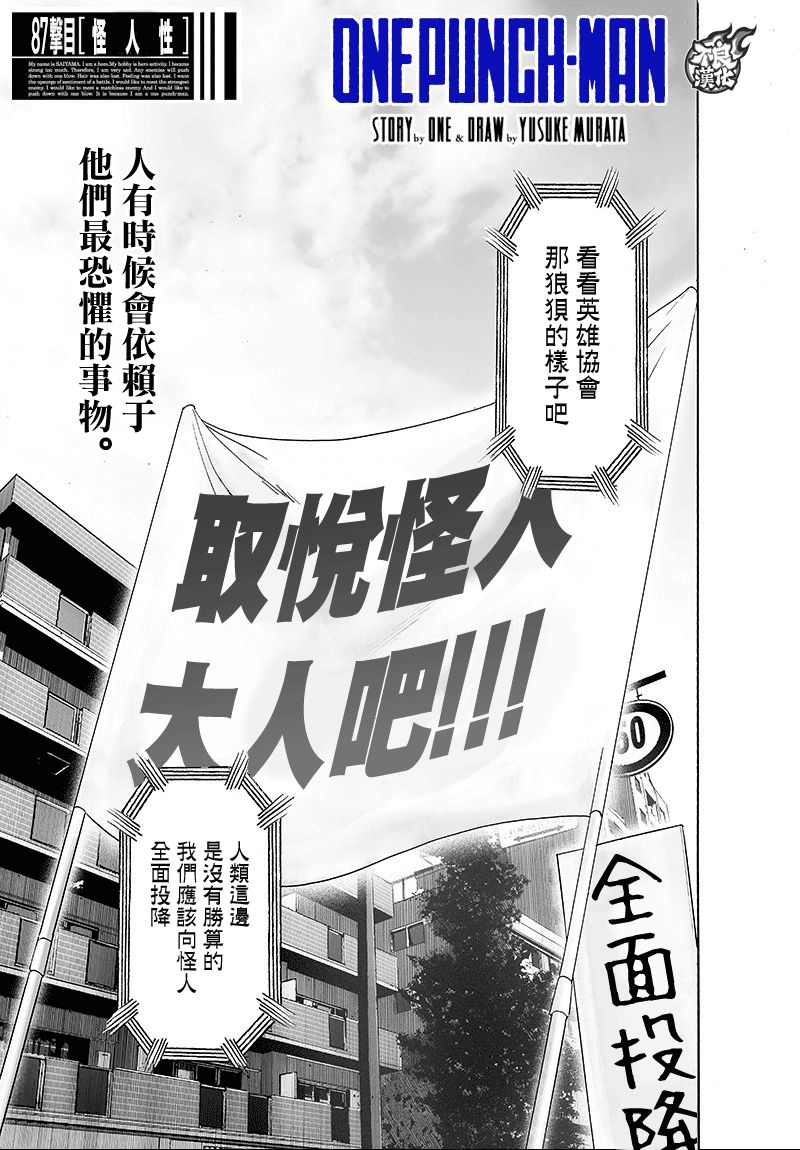 87撃目[怪人性]
My name is SAITAMA. I am a hero. My hobby is hero activity. I became
strong too much. Therefore, I am very sad. Any enemies will push
down with one blow. Hair was also lost. Feeling was also lost. I want
the upsurge of sentiment of a battle. I would like to meet the strongest
enemy. I would like to meet a matchless enemy. And I would like to
push down with one blow. It is because I am a one punch-man.
ONE PUNCH-MAN
STORY by ONE & DRAW by YUSUKE MURATA
漢化
人有時候會依賴于
他們最恐懼的事物。
看看英雄協會
那狼狽的樣子吧
取悅怪人
大人吧!!!
人類這邊
是沒有勝算的
我們應該向怪人
全面投降
全面投降